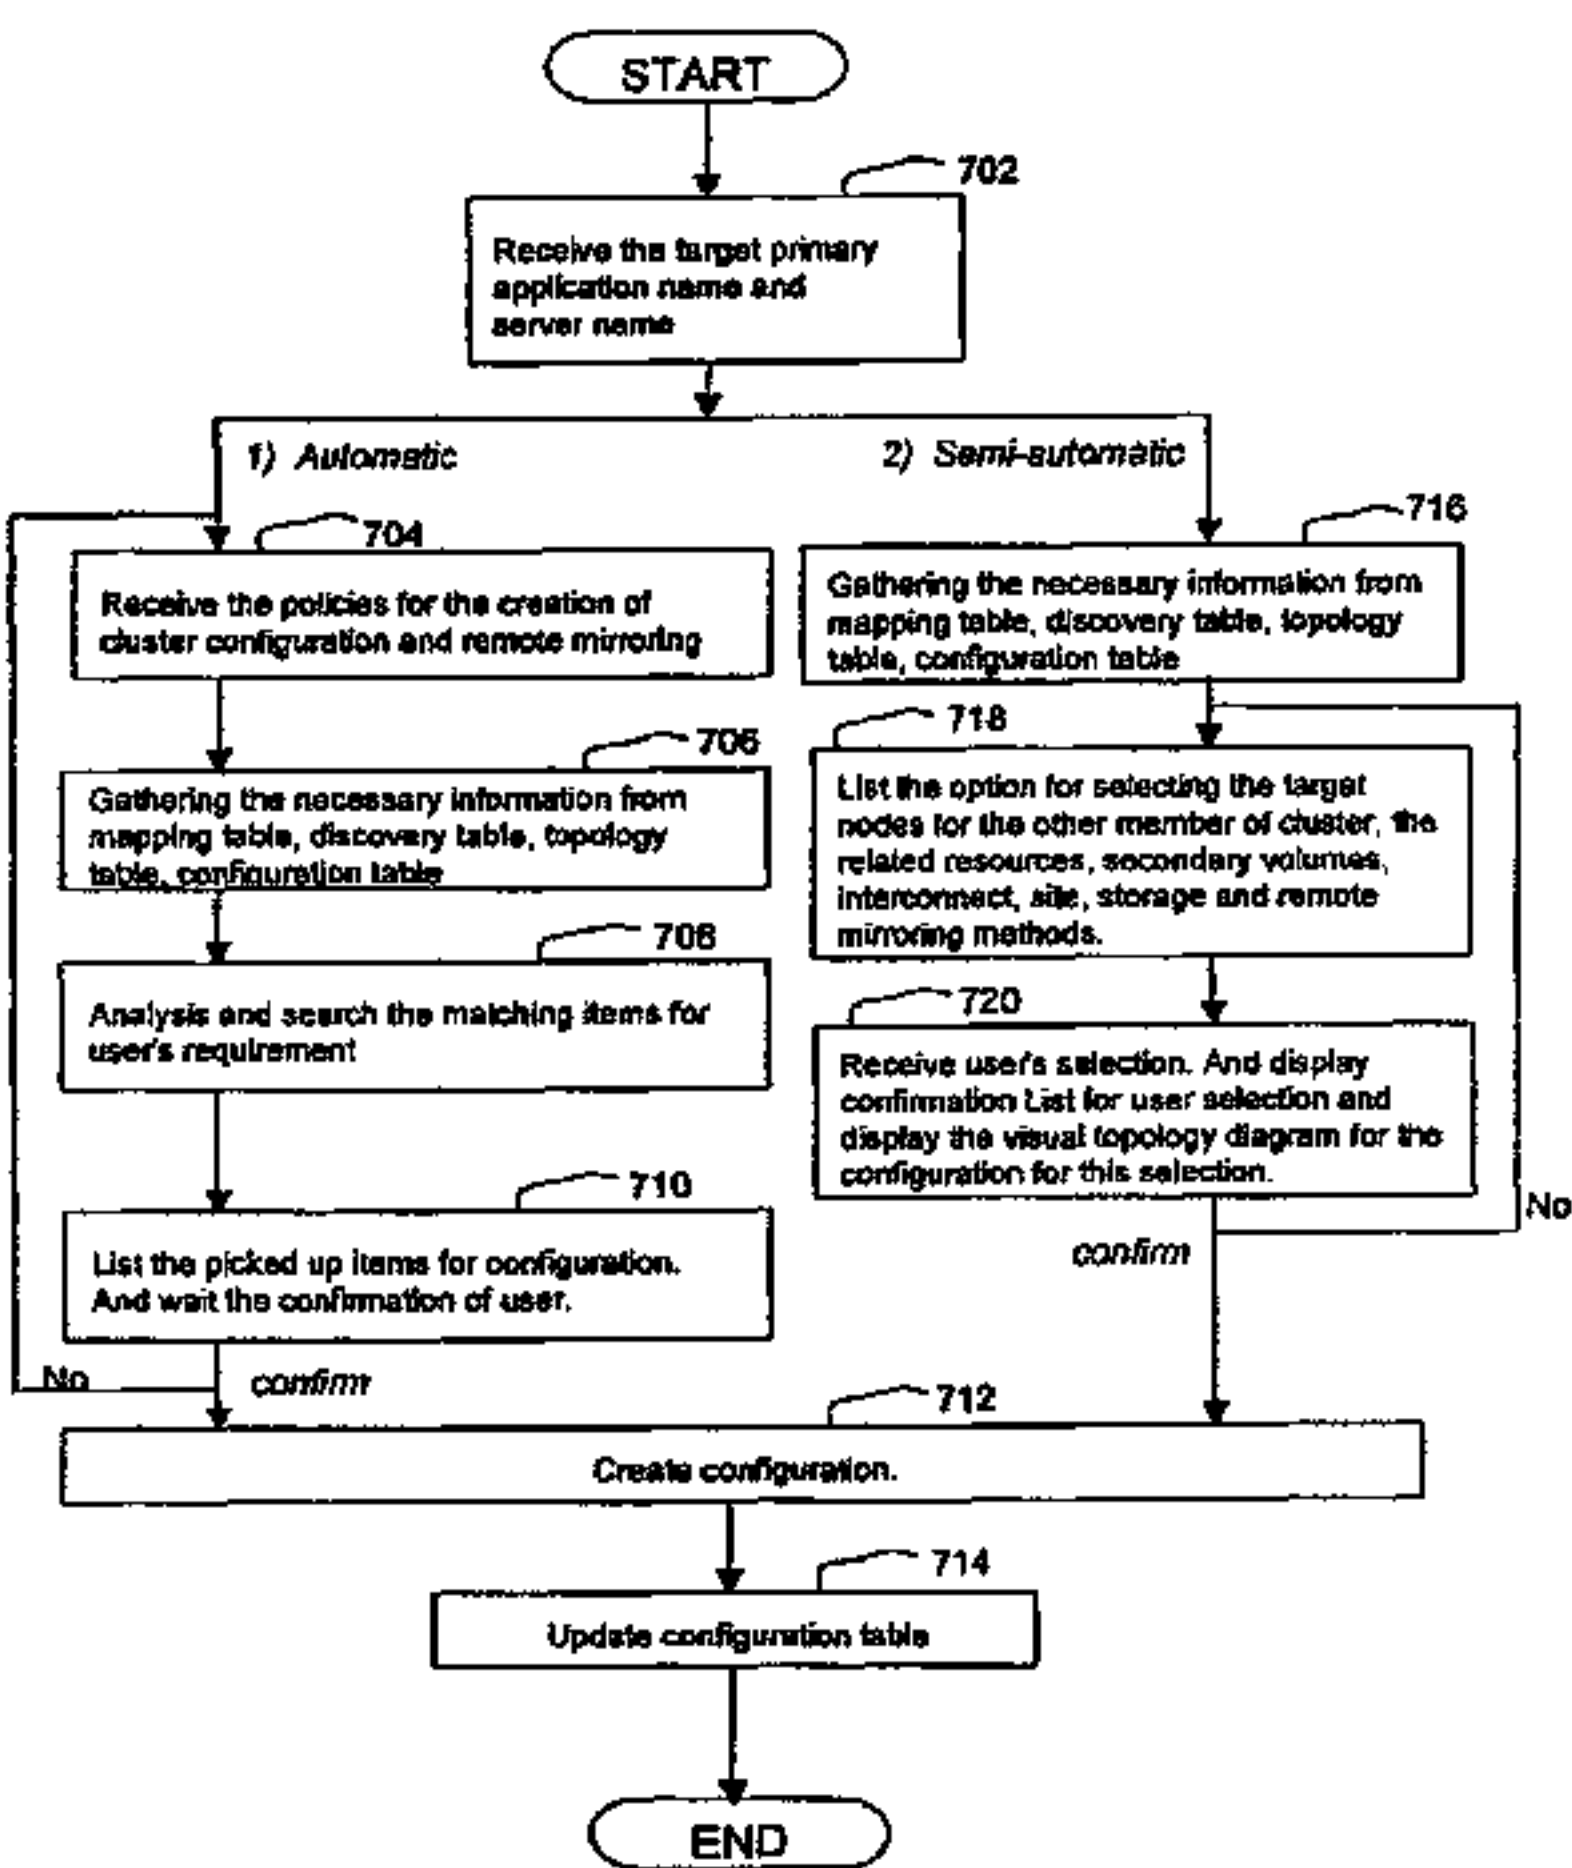 START
702
Receive the target primary
application name and
server name
1) Automatic
2) Semi-automatic
704
Receive the policies for the creation of
cluster configuration and remote mirroring
706
Gathering the necessary information from
mapping table, discovery table, topology
table, configuration table
708
Analysis and search the matching items for
user's requirement
710
List the picked up items for configuration.
And wait the confirmation of user.
No
confirm
716
Gathering the necessary information from
mapping table, discovery table, topology
table, configuration table
718
List the option for selecting the target
nodes for the other member of cluster, the
related resources, secondary volumes,
interconnect, site, storage and remote
mirroring methods.
720
Receive user's selection. And display
confirmation List for user selection and
display the visual topology diagram for the
configuration for this selection.
No
confirm
712
Create configuration.
714
Update configuration table
END